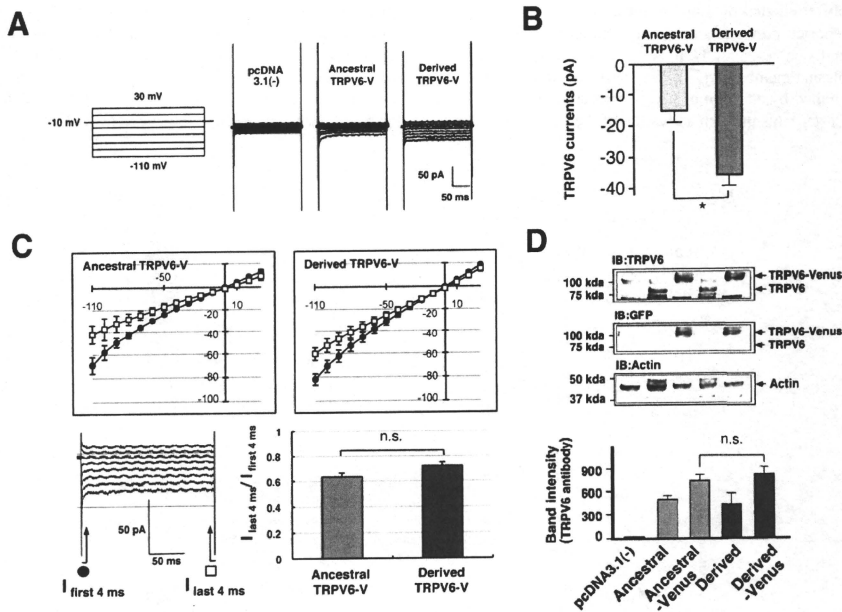 A
30 mV
-10 mV
-110 mV
pcDNA
3.1(-)
Ancestral
TRPV6-V
Derived
TRPV6-V
50 pA
50 ms
B
Ancestral
TRPV6-V
Derived
TRPV6-V
TRPV6 currents (pA)
0
-10
-20
-30
-40
*
C
Ancestral TRPV6-V
-110
-50
10
-20
-40
-60
-80
-100
Derived TRPV6-V
-110
-50
10
-20
-40
-60
-80
-100
50 pA
50 ms
I first 4 ms
I last 4 ms
I last 4 ms / I first 4 ms
1
0.8
0.6
0.4
0.2
0
n.s.
Ancestral
TRPV6-V
Derived
TRPV6-V
D
IB:TRPV6
100 kda
75 kda
TRPV6-Venus
TRPV6
IB:GFP
100 kda
75 kda
TRPV6-Venus
TRPV6
IB:Actin
50 kda
37 kda
Actin
Band intensity
(TRPV6 antibody)
900
600
300
0
n.s.
pcDNA3.1(-)
Ancestral
Ancestral
-Venus
Derived
Derived
-Venus